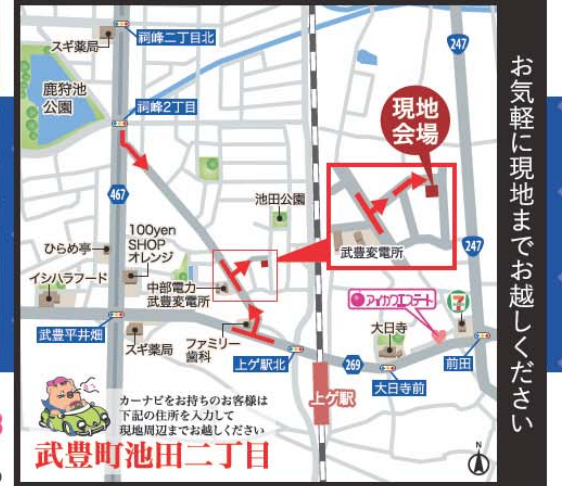 祠峰二丁目北
スギ薬局
247
鹿狩池
公園
祠峰2丁目
現地
会場
467
池田公園
ひらめ亭
100yen
SHOP
オレンジ
武豊変電所
247
イシハラフード
中部電力
武豊変電所
アイカワエステート
7
武豊平井畑
スギ薬局
ファミリー
歯科
上ゲ駅北
大日寺
269
前田
大日寺前
上ゲ駅
カーナビをお持ちのお客様は
下記の住所を入力して
現地周辺までお越しください
武豊町池田二丁目
N
お気軽に現地までお越しください